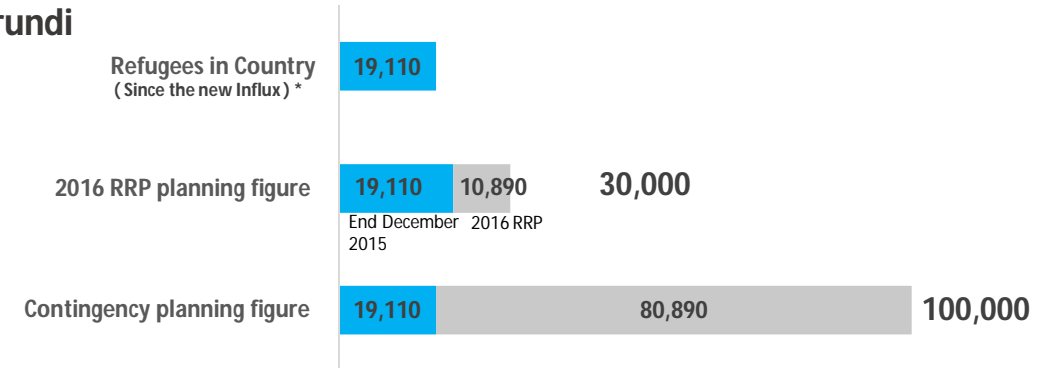 rundi
Refugees in Country
( Since the new Influx ) *
19,110
2016 RRP planning figure
19,110
10,890
30,000
End December
2015
2016 RRP
Contingency planning figure
19,110
80,890
100,000